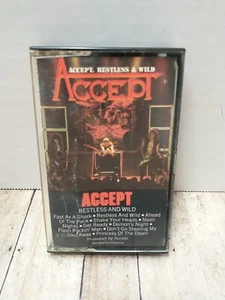 ACCEPT. RESTLESS & WILD
ACCEPT
ACCEPT
RESTLESS AND WILD
Fast As A Shark • Restless And Wild • Ahead
Of The Pack • Shake Your Heads • Neon
Nights • Get Ready • Demon's Night •
Flash Rockin' Man • Don't Go Stealing My
Soul Away • Princess Of The Dawn
Produced by Accept